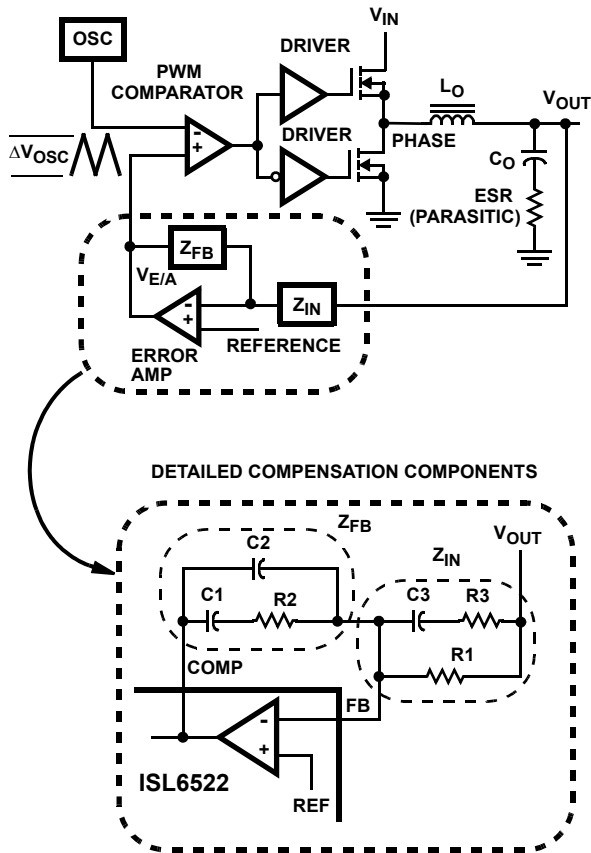 V_IN
OSC
DRIVER
PWM
COMPARATOR
L_O
V_OUT
-
+
DRIVER
PHASE
ΔV_OSC
C_O
ESR
(PARASITIC)
Z_FB
V_E/A
-
+
Z_IN
REFERENCE
ERROR
AMP
DETAILED COMPENSATION COMPONENTS
Z_FB
V_OUT
C2
Z_IN
C1
R2
C3
R3
R1
COMP
FB
-
+
ISL6522
REF